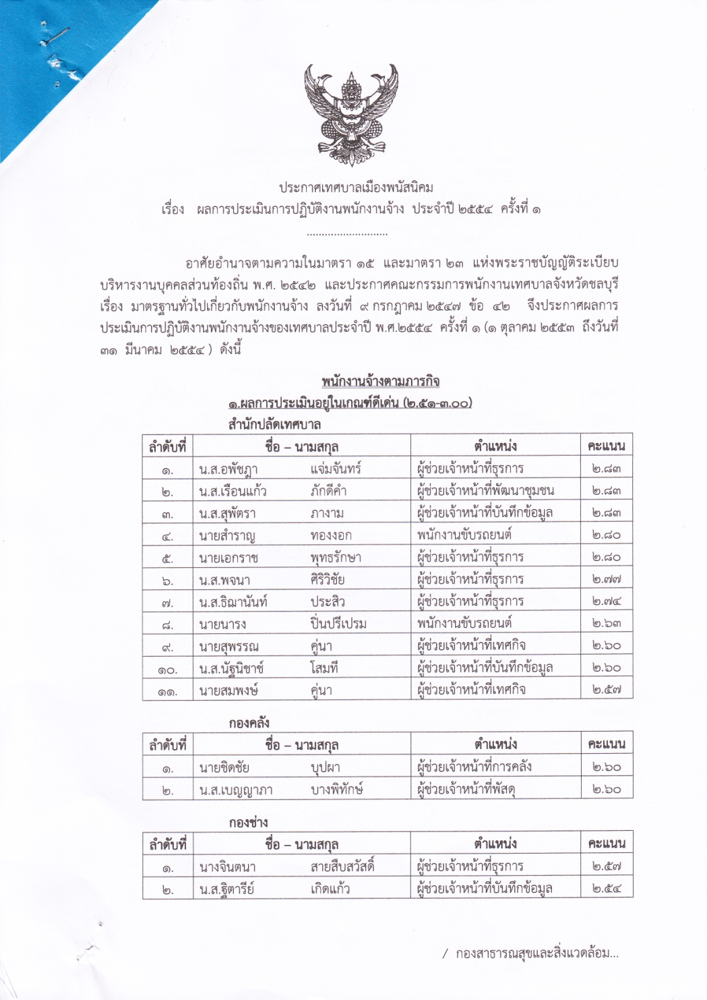 ประกาศเทศบาลเมืองพนัสนิคม
เรื่อง ผลการประเมินการปฏิบัติงานพนักงานจ้าง ประจำปี ๒๕๕๔ ครั้งที่ ๑
...........................
อาศัยอำนาจตามความในมาตรา ๑๕ และมาตรา ๒๓ แห่งพระราชบัญญัติระเบียบ
บริหารงานบุคคลส่วนท้องถิ่น พ.ศ. ๒๕๔๒ และประกาศคณะกรรมการพนักงานเทศบาลจังหวัดชลบุรี
เรื่อง มาตรฐานทั่วไปเกี่ยวกับพนักงานจ้าง ลงวันที่ ๙ กรกฎาคม ๒๕๔๗ ข้อ ๔๒ จึงประกาศผลการ
ประเมินการปฏิบัติงานพนักงานจ้างของเทศบาลประจำปี พ.ศ.๒๕๕๔ ครั้งที่ ๑ (๑ ตุลาคม ๒๕๕๓ ถึงวันที่
๓๑ มีนาคม ๒๕๕๔ ) ดังนี้
พนักงานจ้างตามภารกิจ
๑.ผลการประเมินอยู่ในเกณฑ์ดีเด่น (๒.๕๑-๓.๐๐)
สำนักปลัดเทศบาล
ลำดับที่ ชื่อ – นามสกุล ตำแหน่ง คะแนน
๑. น.ส.อพัชฎา แจ่มจันทร์ ผู้ช่วยเจ้าหน้าที่ธุรการ ๒.๘๓
๒. น.ส.เรือนแก้ว ภักดีคำ ผู้ช่วยเจ้าหน้าที่พัฒนาชุมชน ๒.๘๓
๓. น.ส.สุพัตรา ภางาม ผู้ช่วยเจ้าหน้าที่บันทึกข้อมูล ๒.๘๓
๔. นายสำราญ ทองงอก พนักงานขับรถยนต์ ๒.๘๐
๕. นายเอกราช พุทธรักษา ผู้ช่วยเจ้าหน้าที่ธุรการ ๒.๘๐
๖. น.ส.พจนา ศิริวิชัย ผู้ช่วยเจ้าหน้าที่ธุรการ ๒.๗๗
๗. น.ส.ธิฌานันท์ ประสิว ผู้ช่วยเจ้าหน้าที่ธุรการ ๒.๗๔
๘. นายนารง ปิ่นปรีเปรม พนักงานขับรถยนต์ ๒.๖๓
๙. นายสุพรรณ คู่นา ผู้ช่วยเจ้าหน้าที่เทศกิจ ๒.๖๐
๑๐. น.ส.นัฐนิชาช์ โสมที ผู้ช่วยเจ้าหน้าที่บันทึกข้อมูล ๒.๖๐
๑๑. นายสมพงษ์ คู่นา ผู้ช่วยเจ้าหน้าที่เทศกิจ ๒.๕๗
กองคลัง
ลำดับที่ ชื่อ – นามสกุล ตำแหน่ง คะแนน
๑. นายชิดชัย บุปผา ผู้ช่วยเจ้าหน้าที่การคลัง ๒.๖๐
๒. น.ส.เบญญาภา บางพิทักษ์ ผู้ช่วยเจ้าหน้าที่พัสดุ ๒.๖๐
กองช่าง
ลำดับที่ ชื่อ – นามสกุล ตำแหน่ง คะแนน
๑. นางจินตนา สายสืบสวัสดิ์ ผู้ช่วยเจ้าหน้าที่ธุรการ ๒.๕๗
๒. น.ส.ฐิตารีย์ เกิดแก้ว ผู้ช่วยเจ้าหน้าที่บันทึกข้อมูล ๒.๕๔
/ กองสาธารณสุขและสิ่งแวดล้อม...